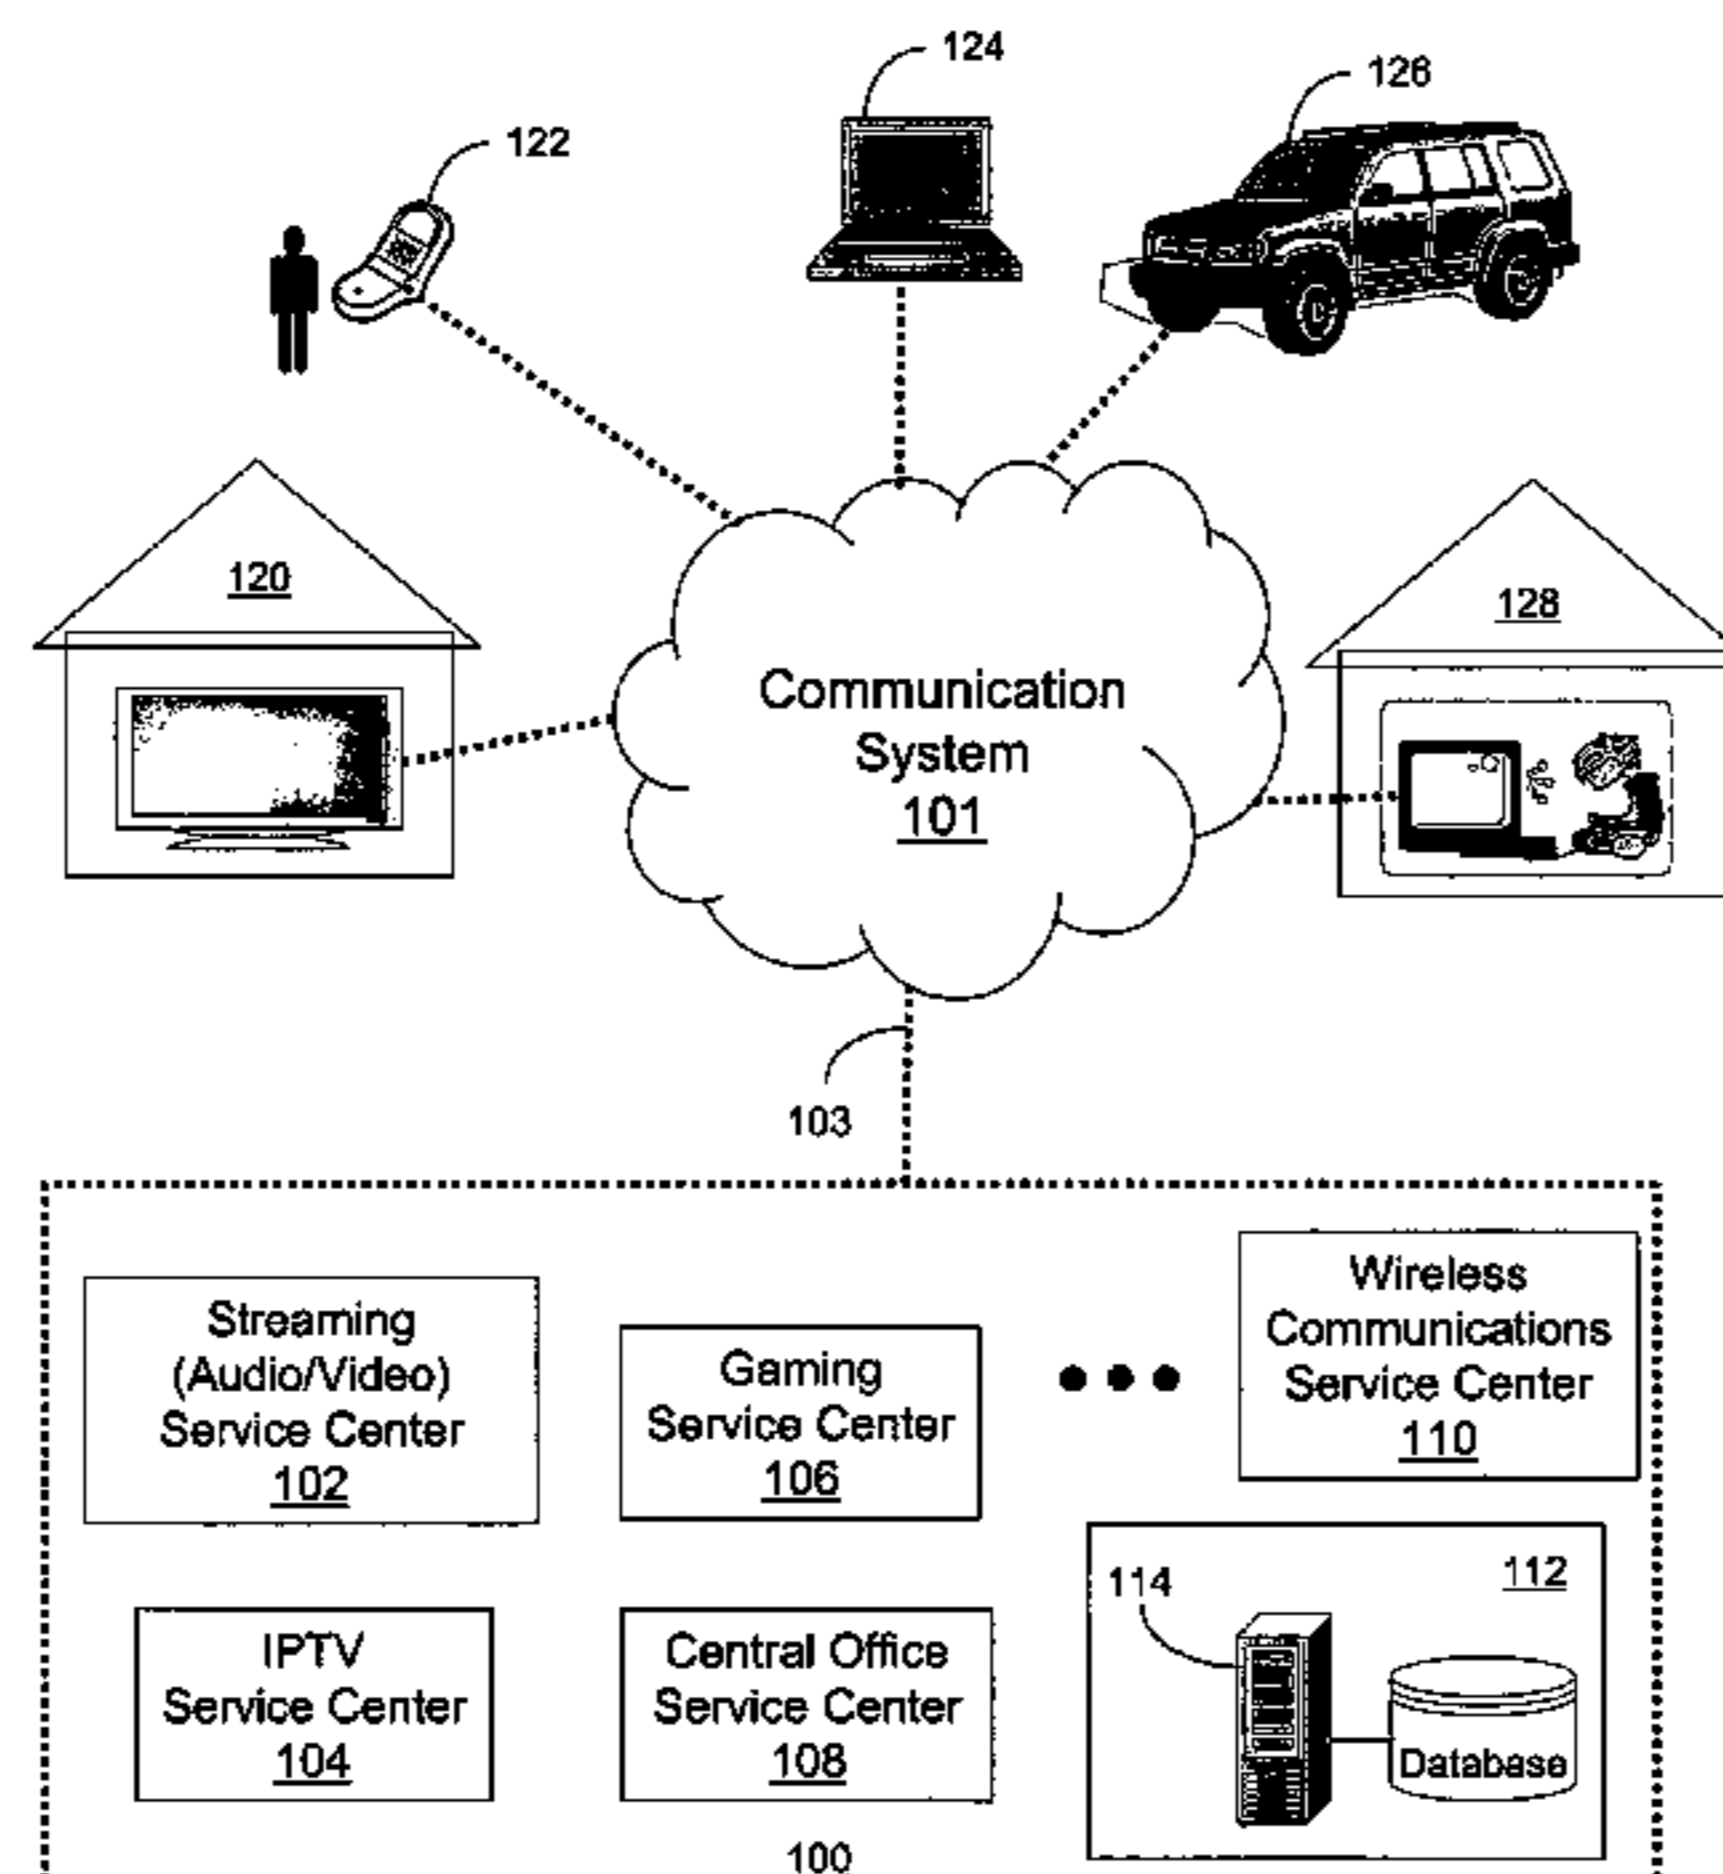 124
126
122
120
128
Communication
System
101
103
Streaming
(Audio/Video)
Service Center
102
Gaming
Service Center
106
Wireless
Communications
Service Center
110
IPTV
Service Center
104
Central Office
Service Center
108
114
112
Database
100